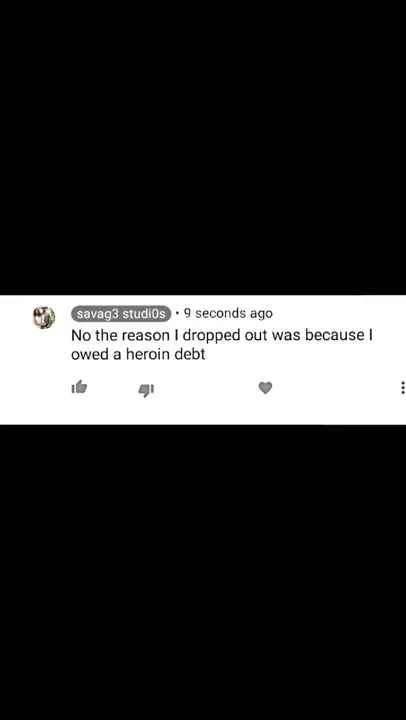 savag3 studi0s • 9 seconds ago
No the reason I dropped out was because I
owed a heroin debt